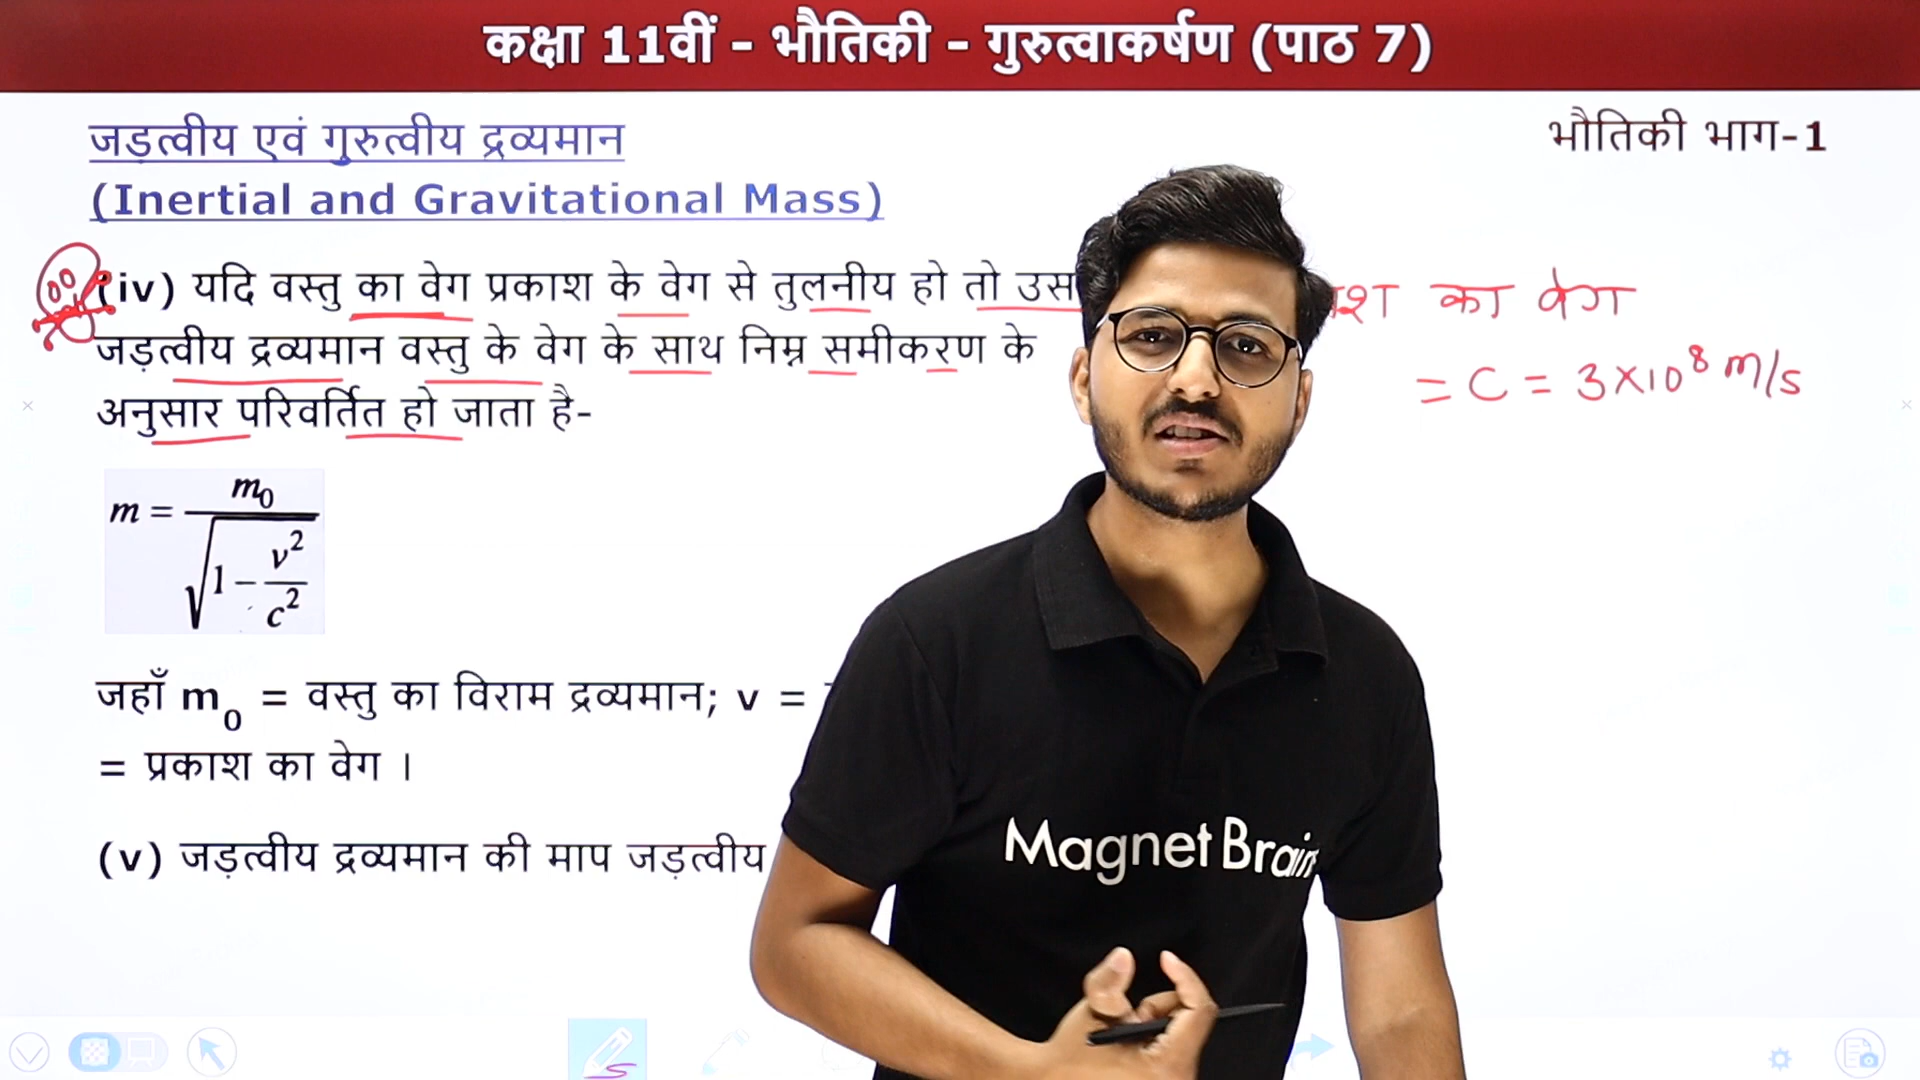 कक्षा 11वीं - भौतिकी - गुरुत्वाकर्षण (पाठ 7)
जड़त्वीय एवं गुरुत्वीय द्रव्यमान
(Inertial and Gravitational Mass)
भौतिकी भाग-1
(iv) यदि वस्तु का वेग प्रकाश के वेग से तुलनीय हो तो उस
जड़त्वीय द्रव्यमान वस्तु के वेग के साथ निम्न समीकरण के
अनुसार परिवर्तित हो जाता है-
का वेग
= C = 3×10⁸ m/s
m = m₀ / √(1 - v²/c²)
जहाँ m₀ = वस्तु का विराम द्रव्यमान; v =
= प्रकाश का वेग ।
(v) जड़त्वीय द्रव्यमान की माप जड़त्वीय
Magnet Brain